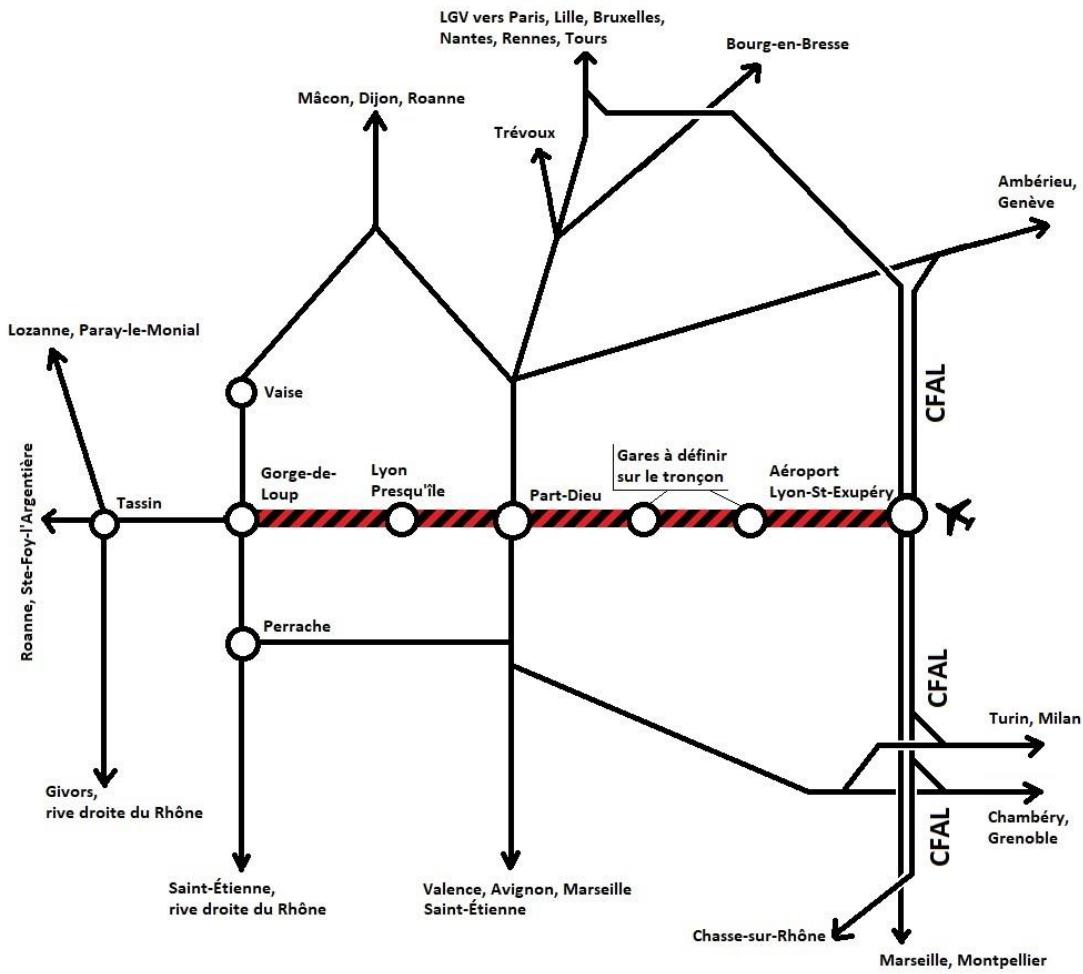 LGV vers Paris, Lille, Bruxelles,
Nantes, Rennes, Tours
Bourg-en-Bresse
Mâcon, Dijon, Roanne
Trévoux
Ambérieu,
Genève
Lozanne, Paray-le-Monial
Vaise
CFAL
Roanne, Ste-Foy-l'Argentière
Tassin
Gorge-de-
Loup
Lyon
Presqu'île
Part-Dieu
Gares à définir
sur le tronçon
Aéroport
Lyon-St-Exupéry
Perrache
CFAL
Turin, Milan
Givors,
rive droite du Rhône
Chambéry,
Grenoble
CFAL
Saint-Étienne,
rive droite du Rhône
Valence, Avignon, Marseille
Saint-Étienne
Chasse-sur-Rhône
Marseille, Montpellier